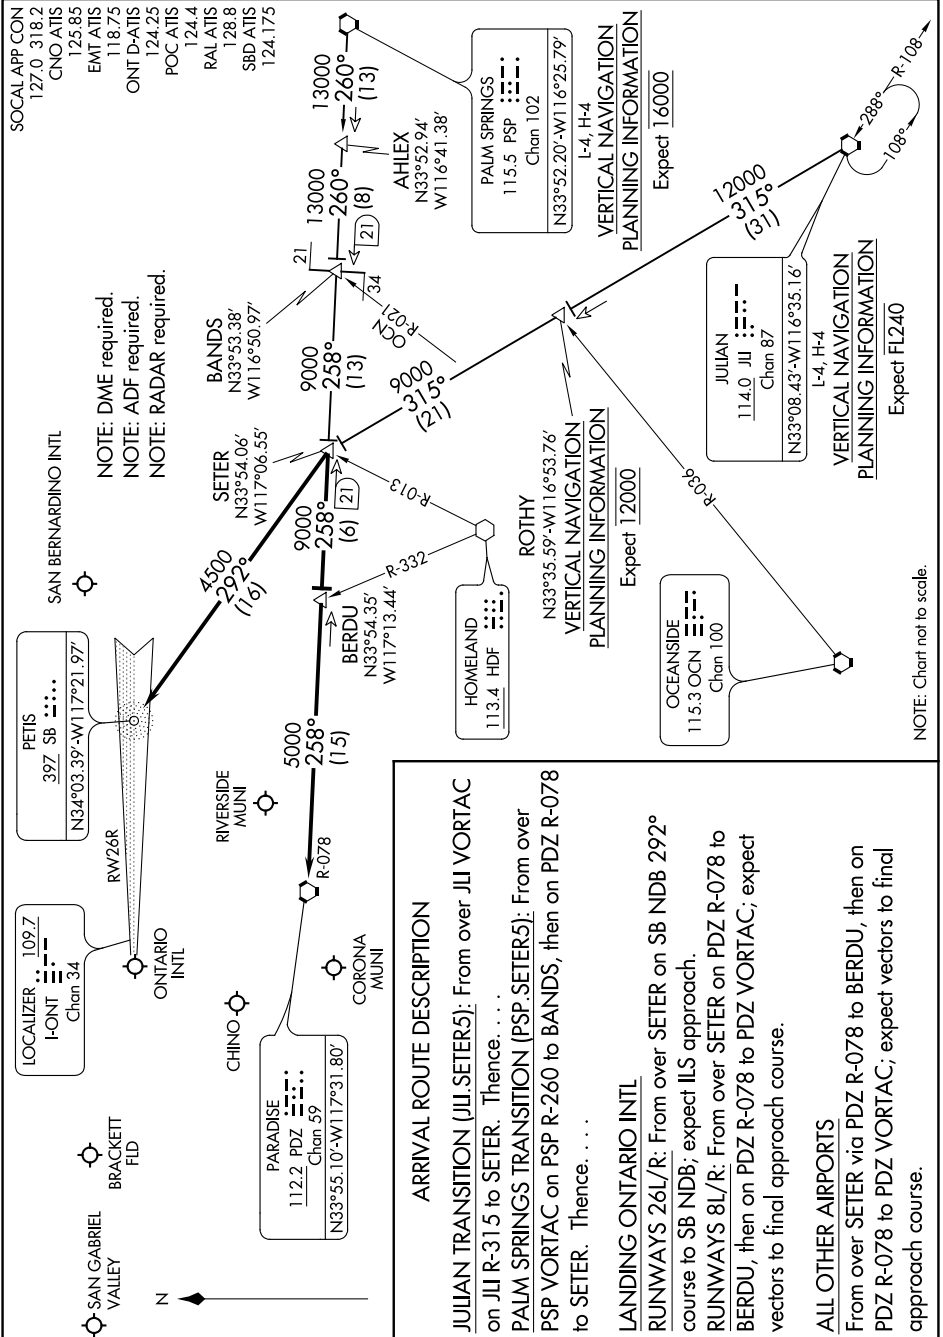 SOCAL APP CON
127.0 318.2
CNO ATIS
125.85
EMT ATIS
118.75
ONT D-ATIS
124.25
POC ATIS
124.4
RAL ATIS
128.8
SBD ATIS
124.175
NOTE: DME required.
NOTE: ADF required.
NOTE: RADAR required.
SAN BERNARDINO INTL
PETIS
397 SB
N34°03.39'-W117°21.97'
LOCALIZER 109.7
I-ONT
Chan 34
RW26R
ONTARIO
INTL
BRACKETT
FLD
SAN GABRIEL
VALLEY
N
CHINO
RIVERSIDE
MUNI
CORONA
MUNI
PARADISE
112.2 PDZ
Chan 59
N33°55.10'-W117°31.80'
R-078
5000
258°
(15)
BERDU
N33°54.35'
W117°13.44'
9000
258°
(6)
21
4500
292°
(16)
SETER
N33°54.06'
W117°06.55'
9000
258°
(13)
BANDS
N33°53.38'
W116°50.97'
21
34
21
13000
260°
(8)
AHLEX
N33°52.94'
W116°41.38'
13000
260°
(13)
PALM SPRINGS
115.5 PSP
Chan 102
N33°52.20'-W116°25.79'
L-4, H-4
VERTICAL NAVIGATION
PLANNING INFORMATION
Expect 16000
OCN
R-021
9000
315°
(21)
R-013
R-332
HOMELAND
113.4 HDF
ROTHY
N33°35.59'-W116°53.76'
VERTICAL NAVIGATION
PLANNING INFORMATION
Expect 12000
12000
315°
(31)
R-036
OCEANSIDE
115.3 OCN
Chan 100
JULIAN
114.0 JLI
Chan 87
N33°08.43'-W116°35.16'
L-4, H-4
VERTICAL NAVIGATION
PLANNING INFORMATION
Expect FL240
288°
R-108
108°
NOTE: Chart not to scale.
ARRIVAL ROUTE DESCRIPTION
JULIAN TRANSITION (JLI.SETER5): From over JLI VORTAC
on JLI R-315 to SETER. Thence. . . .
PALM SPRINGS TRANSITION (PSP.SETER5): From over
PSP VORTAC on PSP R-260 to BANDS, then on PDZ R-078
to SETER. Thence. . . .
LANDING ONTARIO INTL
RUNWAYS 26L/R: From over SETER on SB NDB 292°
course to SB NDB; expect ILS approach.
RUNWAYS 8L/R: From over SETER on PDZ R-078 to
BERDU, then on PDZ R-078 to PDZ VORTAC; expect
vectors to final approach course.
ALL OTHER AIRPORTS
From over SETER via PDZ R-078 to BERDU, then on
PDZ R-078 to PDZ VORTAC; expect vectors to final
approach course.